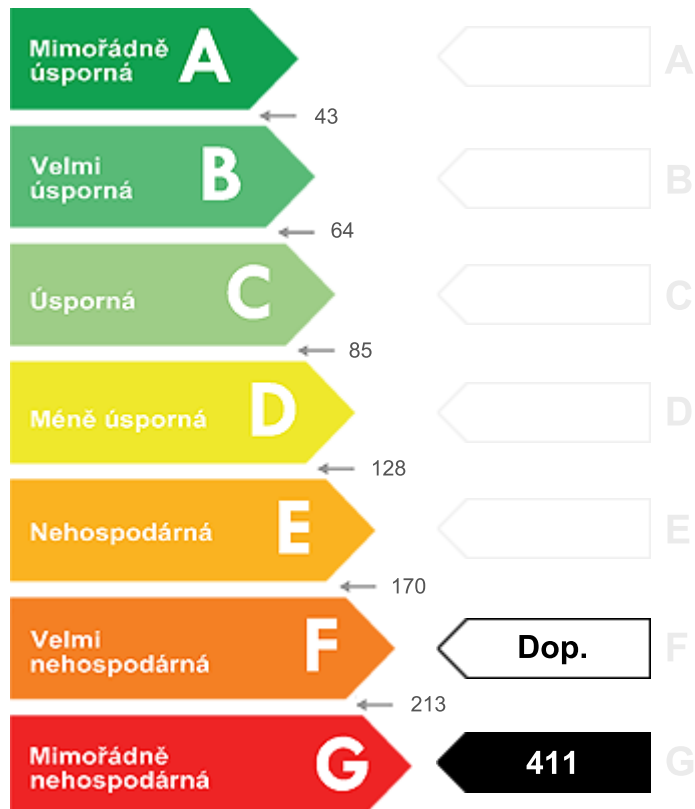 Mimořádně
úsporná A
A
43
Velmi
úsporná B
B
64
Úsporná C
C
85
Méně úsporná D
D
128
Nehospodárná E
E
170
Velmi
nehospodárná F
Dop.
F
213
Mimořádně
nehospodárná G
411
G